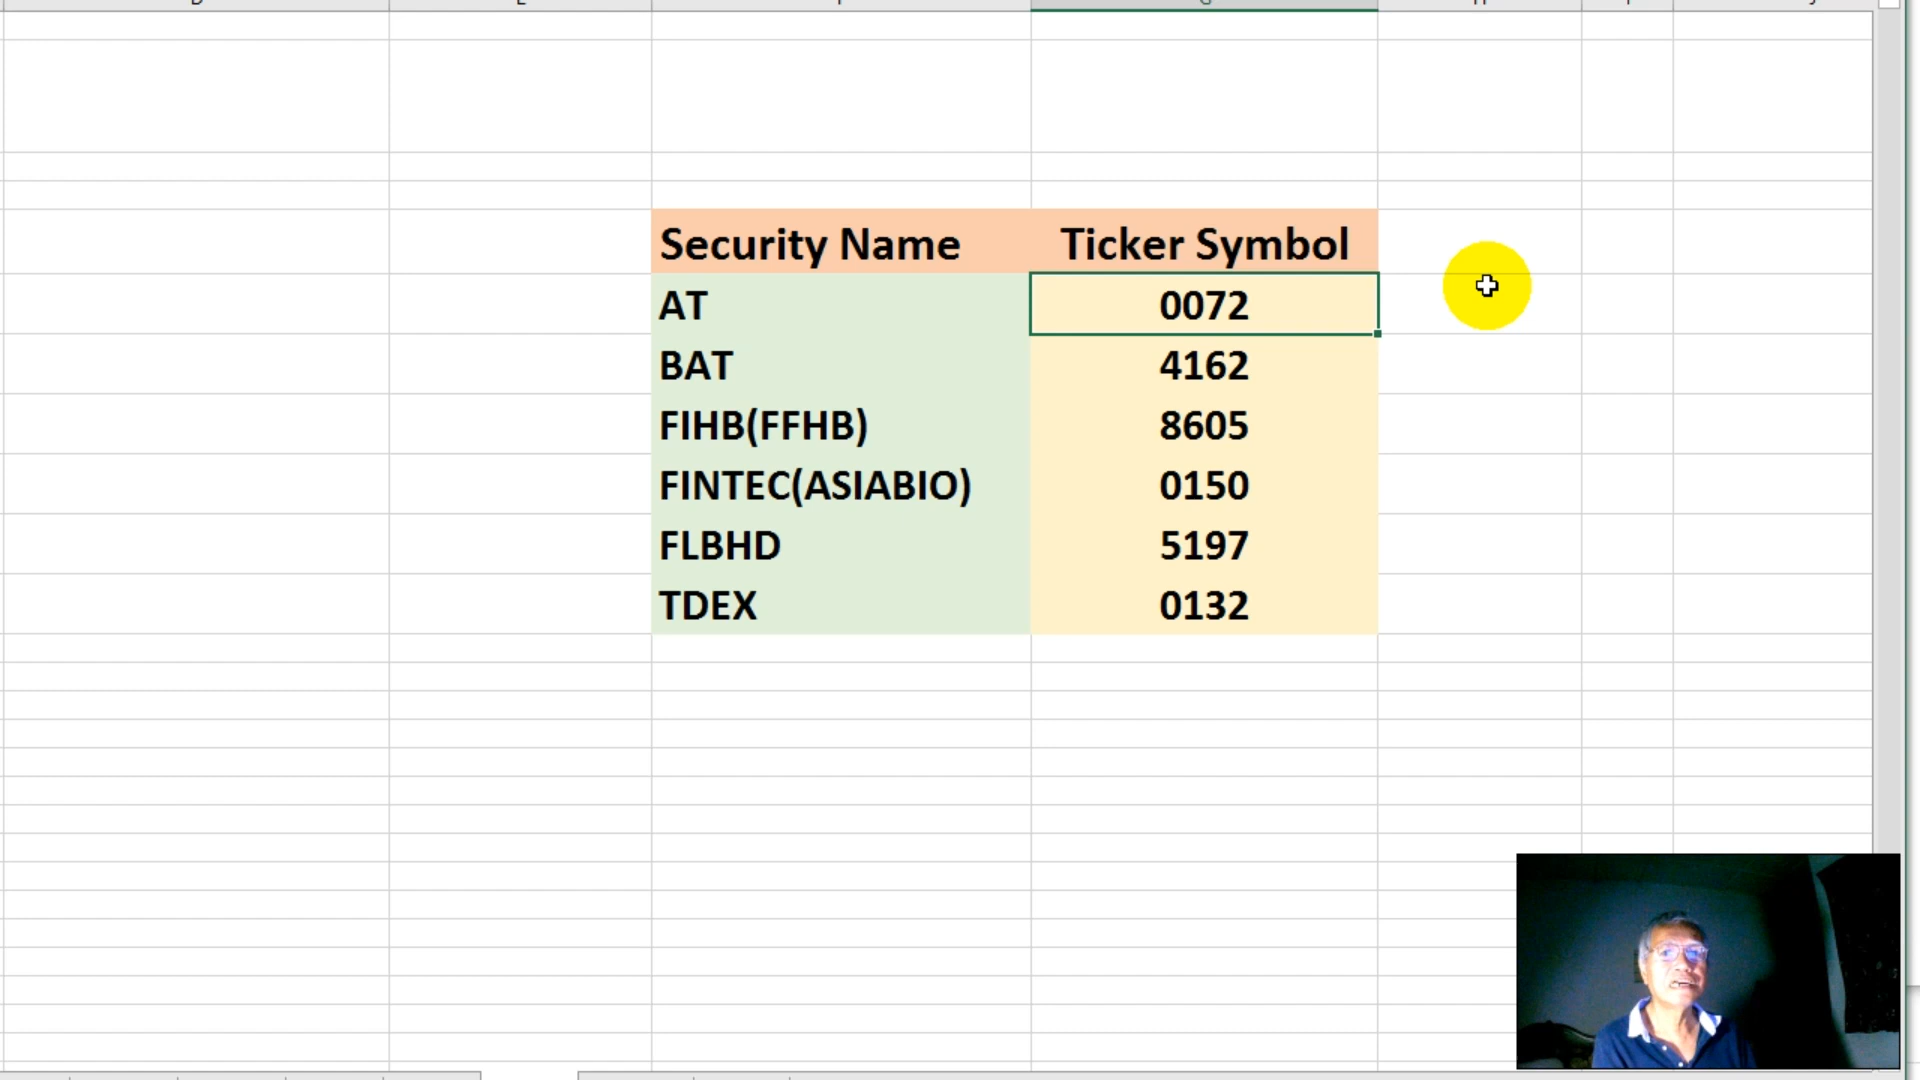 Security Name Ticker Symbol
AT 0072
BAT 4162
FIHB(FFHB) 8605
FINTEC(ASIABIO) 0150
FLBHD 5197
TDEX 0132